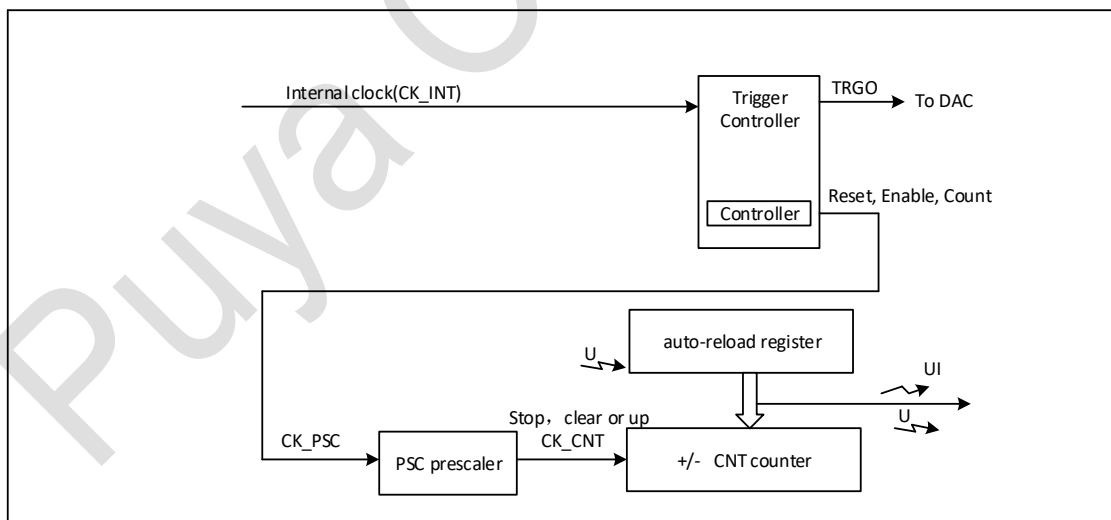 Internal clock(CK_INT)
Trigger
Controller
TRGO
To DAC
Controller
Reset, Enable, Count
auto-reload register
U
UI
U
Stop，clear or up
CK_PSC
CK_CNT
PSC prescaler
+/- CNT counter
Puya